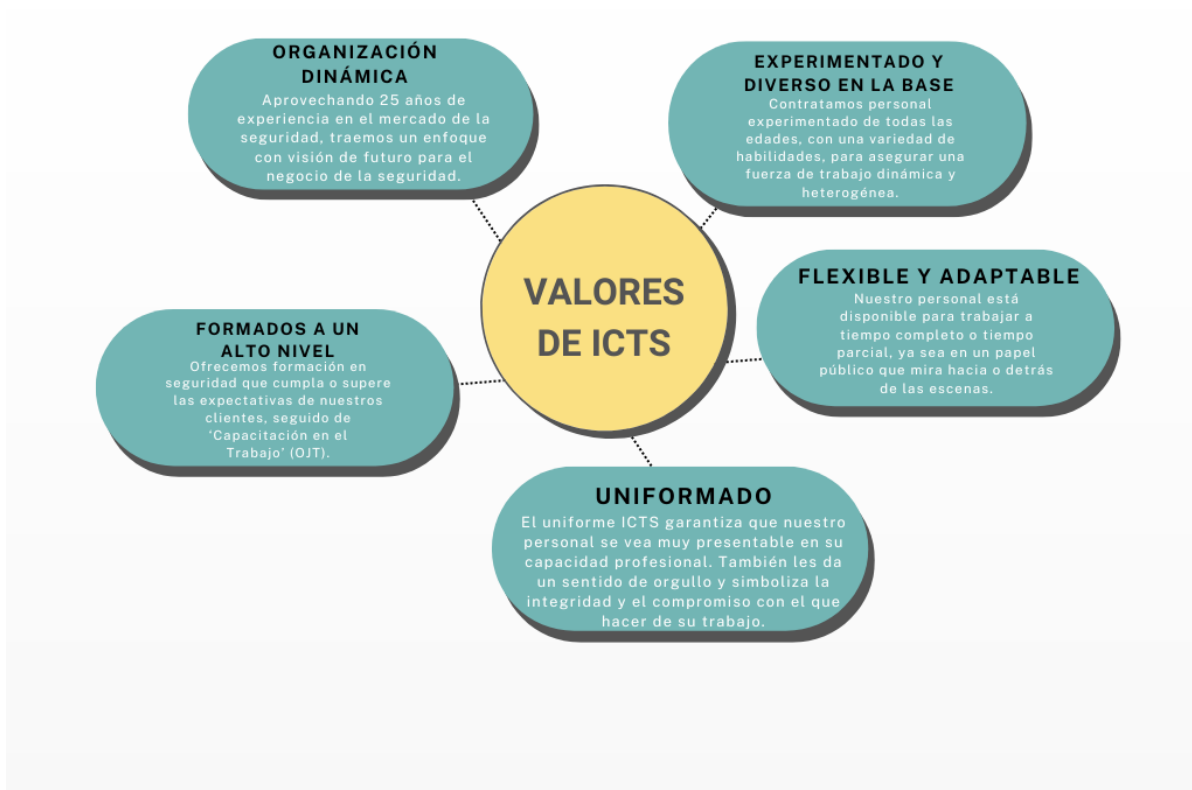 ORGANIZACIÓN
DINÁMICA
Aprovechando 25 años de
experiencia en el mercado de la
seguridad, traemos un enfoque
con visión de futuro para el
negocio de la seguridad.
EXPERIMENTADO Y
DIVERSO EN LA BASE
Contratamos personal
experimentado de todas las
edades, con una variedad de
habilidades, para asegurar una
fuerza de trabajo dinámica y
heterogénea.
VALORES
DE ICTS
FLEXIBLE Y ADAPTABLE
Nuestro personal está
disponible para trabajar a
tiempo completo o tiempo
parcial, ya sea en un papel
público que mira hacia o detrás
de las escenas.
FORMADOS A UN
ALTO NIVEL
Ofrecemos formación en
seguridad que cumpla o supere
las expectativas de nuestros
clientes, seguido de
'Capacitación en el
Trabajo' (OJT).
UNIFORMADO
El uniforme ICTS garantiza que nuestro
personal se vea muy presentable en su
capacidad profesional. También les da
un sentido de orgullo y simboliza la
integridad y el compromiso con el que
hacer de su trabajo.